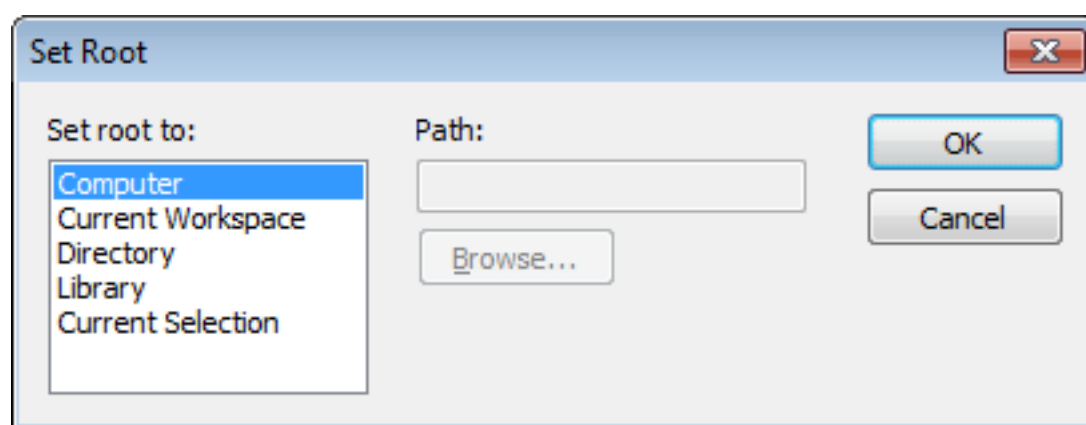 Set Root
Set root to:
Computer
Current Workspace
Directory
Library
Current Selection
Path:
Browse...
OK
Cancel